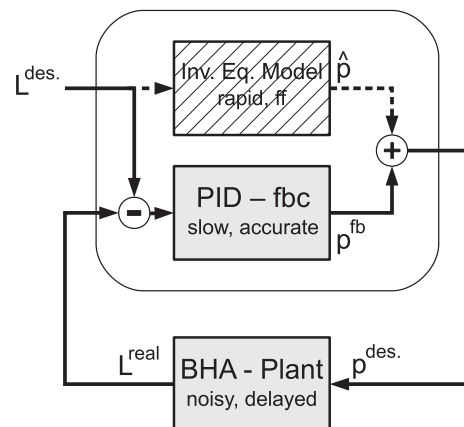 Inv. Eq. Model
rapid, ff
p̂
L^des.
+
PID – fbc
slow, accurate
-
p^fb
L^real
BHA - Plant
noisy, delayed
p^des.